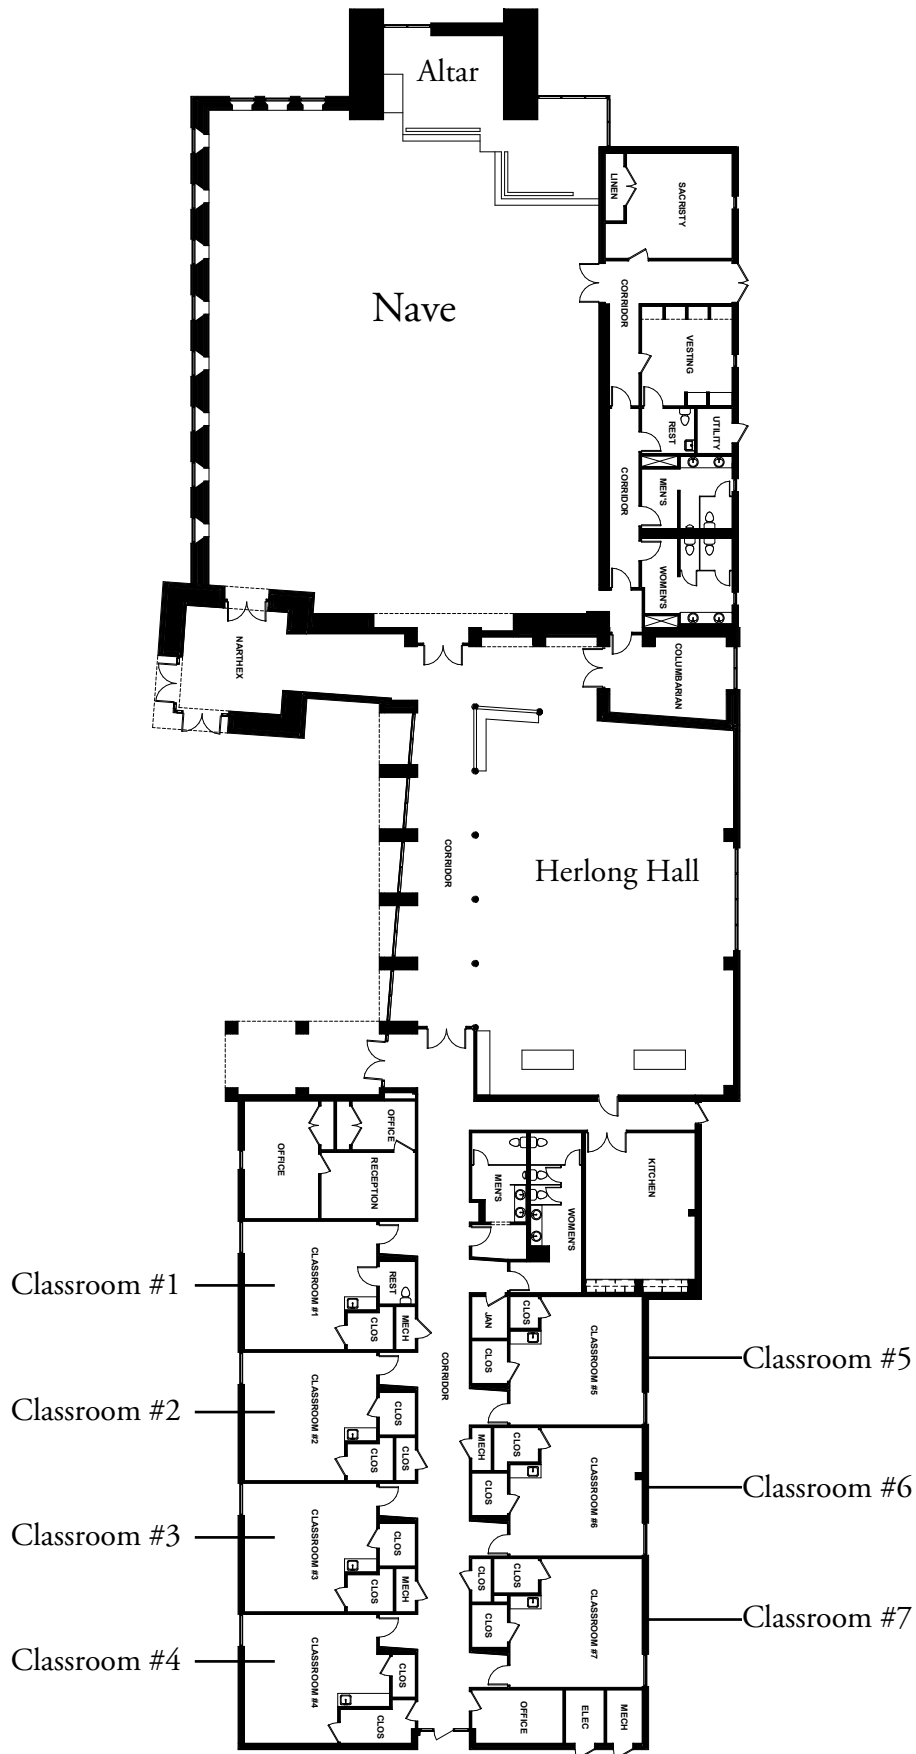 Altar
LINEN
SACRISTY
Nave
CORRIDOR
VESTING
REST
UTILITY
CORRIDOR
MEN'S
WOMEN'S
NARTHEX
COLUMBARIAN
CORRIDOR
Herlong Hall
OFFICE
OFFICE
RECEPTION
MEN'S
WOMEN'S
KITCHEN
Classroom #1
CLASSROOM #1
REST
CLOS
MECH
JAN
CLOS
CLOS
CLASSROOM #5
Classroom #5
CORRIDOR
Classroom #2
CLASSROOM #2
CLOS
CLOS
CLOS
MECH
CLOS
CLOS
CLASSROOM #6
Classroom #6
Classroom #3
CLASSROOM #3
CLOS
CLOS
MECH
CLOS
CLOS
CLOS
CLASSROOM #7
Classroom #7
Classroom #4
CLASSROOM #4
CLOS
CLOS
OFFICE
ELEC
MECH